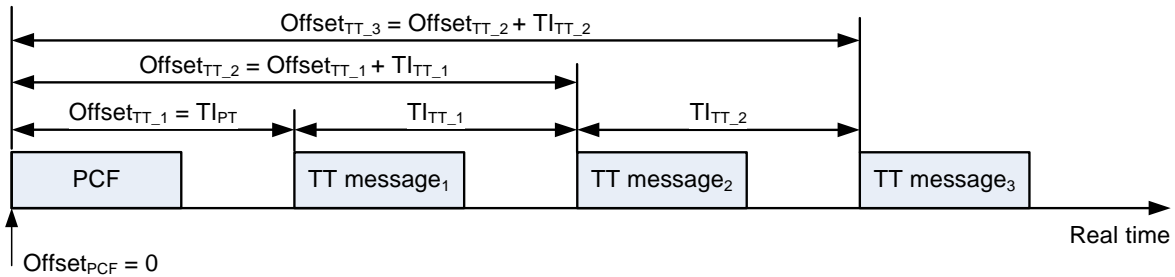 Offset_TT_3 = Offset_TT_2 + TI_TT_2
Offset_TT_2 = Offset_TT_1 + TI_TT_1
Offset_TT_1 = TI_PT TI_TT_1 TI_TT_2
PCF TT message_1 TT message_2 TT message_3
Real time
Offset_PCF = 0